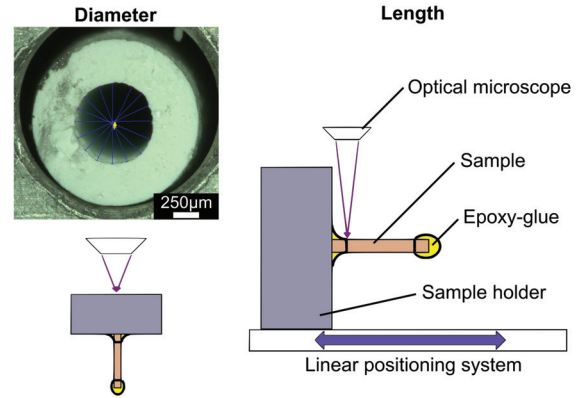 Diameter
Length
250μm
Optical microscope
Sample
Epoxy-glue
Sample holder
Linear positioning system